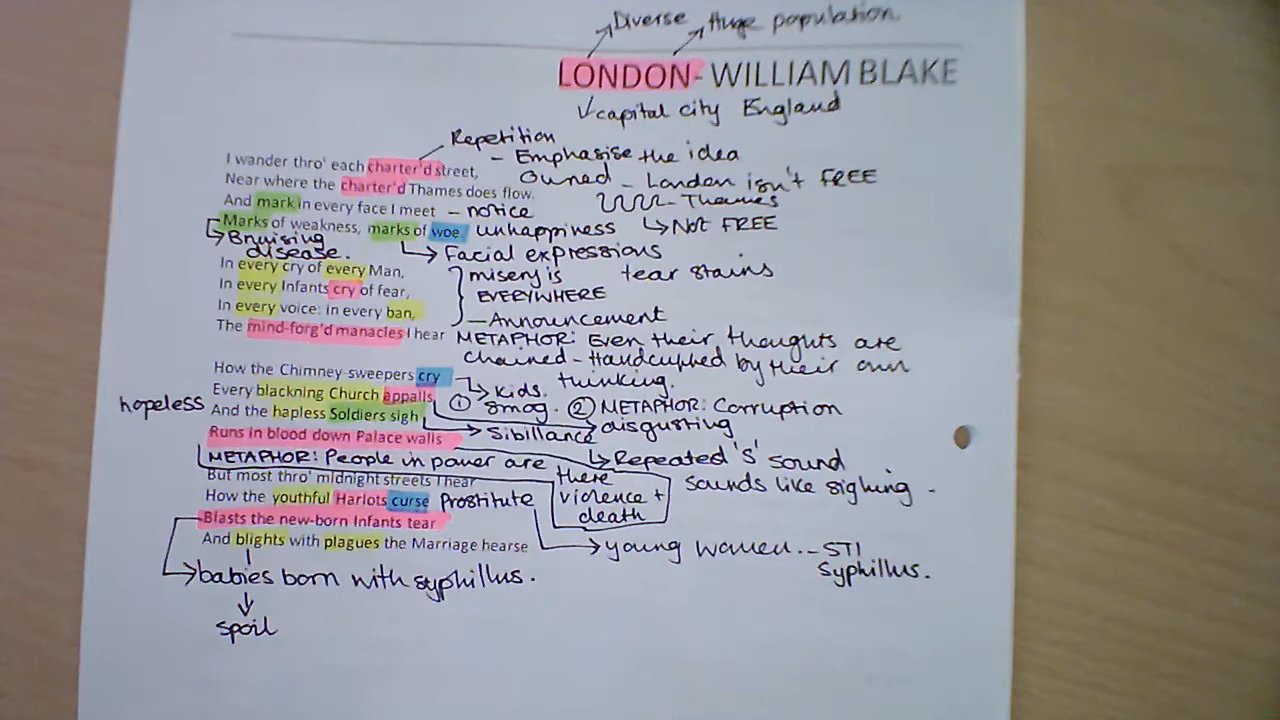 Diverse Huge population
LONDON- WILLIAM BLAKE
capital city England
Repetition
I wander thro' each charter'd street, - Emphasise the idea
Near where the charter'd Thames does flow. Owned - London isn't FREE
And mark in every face I meet - notice - Thames
Marks of weakness, marks of woe. unhappiness Not FREE
Bruising
disease. Facial expressions
In every cry of every Man, misery is tear stains
In every Infants cry of fear, EVERYWHERE
In every voice: in every ban, - Announcement
The mind-forg'd manacles I hear METAPHOR: Even their thoughts are
chained - Handcuffed by their own
How the Chimney-sweepers cry kids. thinking.
Every blackning Church appalls, ① smog. ② METAPHOR: Corruption
hopeless And the hapless Soldiers sigh disgusting
Runs in blood down Palace walls Sibillance
METAPHOR: People in power are there Repeated 'S' sound
But most thro' midnight streets I hear violence + sounds like sighing.
How the youthful Harlots curse prostitute death
Blasts the new-born Infants tear
And blights with plagues the Marriage hearse young women.. - STI
babies born with syphillus. Syphillus.
spoil